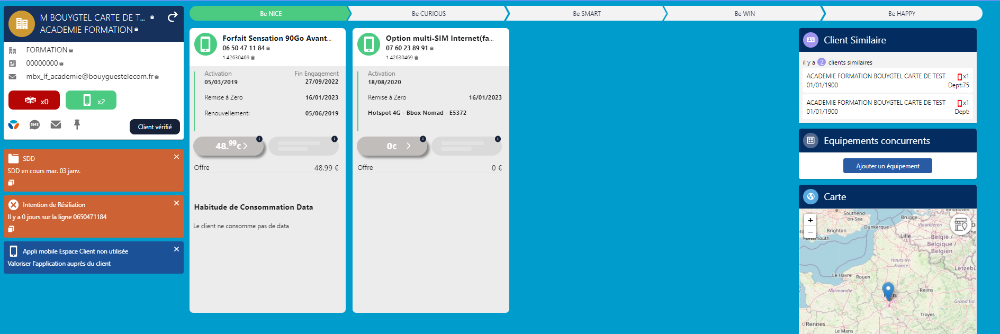 M BOUYGTEL CARTE DE T...
ACADEMIE FORMATION
FORMATION
00000000
mbx_lf_academie@bouyguestelecom.fr
x0
x2
SMS
Client vérifié
SDD
SDD en cours mar. 03 janv.
Intention de Résiliation
Il y a 0 jours sur la ligne 0650471184
Appli mobile Espace Client non utilisée
Valoriser l'application auprès du client
Be NICE
Be CURIOUS
Be SMART
Be WIN
Be HAPPY
Forfait Sensation 90Go Avant...
06 50 47 11 84
1.42630469
Activation
Fin Engagement
05/03/2019
27/09/2022
Remise à Zero
16/01/2023
Renouvellement:
05/06/2019
48.99€
Offre
48.99 €
Habitude de Consommation Data
Le client ne consomme pas de data
Option multi-SIM Internet(fa...
07 60 23 89 91
1.42630469
Activation
18/08/2020
Remise à Zero
16/01/2023
Hotspot 4G - Bbox Nomad - E5372
0€
Offre
0 €
Client Similaire
il y a 2 clients similaires
ACADEMIE FORMATION BOUYGTEL CARTE DE TEST
x1
01/01/1900
Dept:75
ACADEMIE FORMATION BOUYGTEL CARTE DE TEST
x1
01/01/1900
Dept:
Equipements concurrents
Ajouter un équipement
Carte
+
−
Southend-
on-Sea
Brugge
Vlaanderen
Brighton
Dunkerque
Lille
België /
Belgique /
Belgien
Hauts-de-
France
Letzebu
Le Havre
Rouen
Normandie
Paris
Reims
Grand Est
Troyes
Rennes
Le Mans